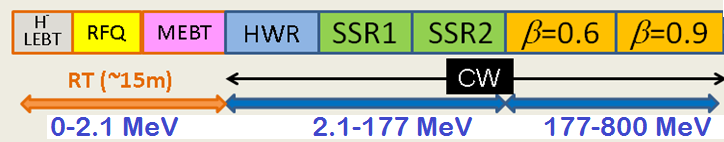 H⁻ LEBT RFQ MEBT HWR SSR1 SSR2 β=0.6 β=0.9
RT (~15m) CW
0-2.1 MeV 2.1-177 MeV 177-800 MeV